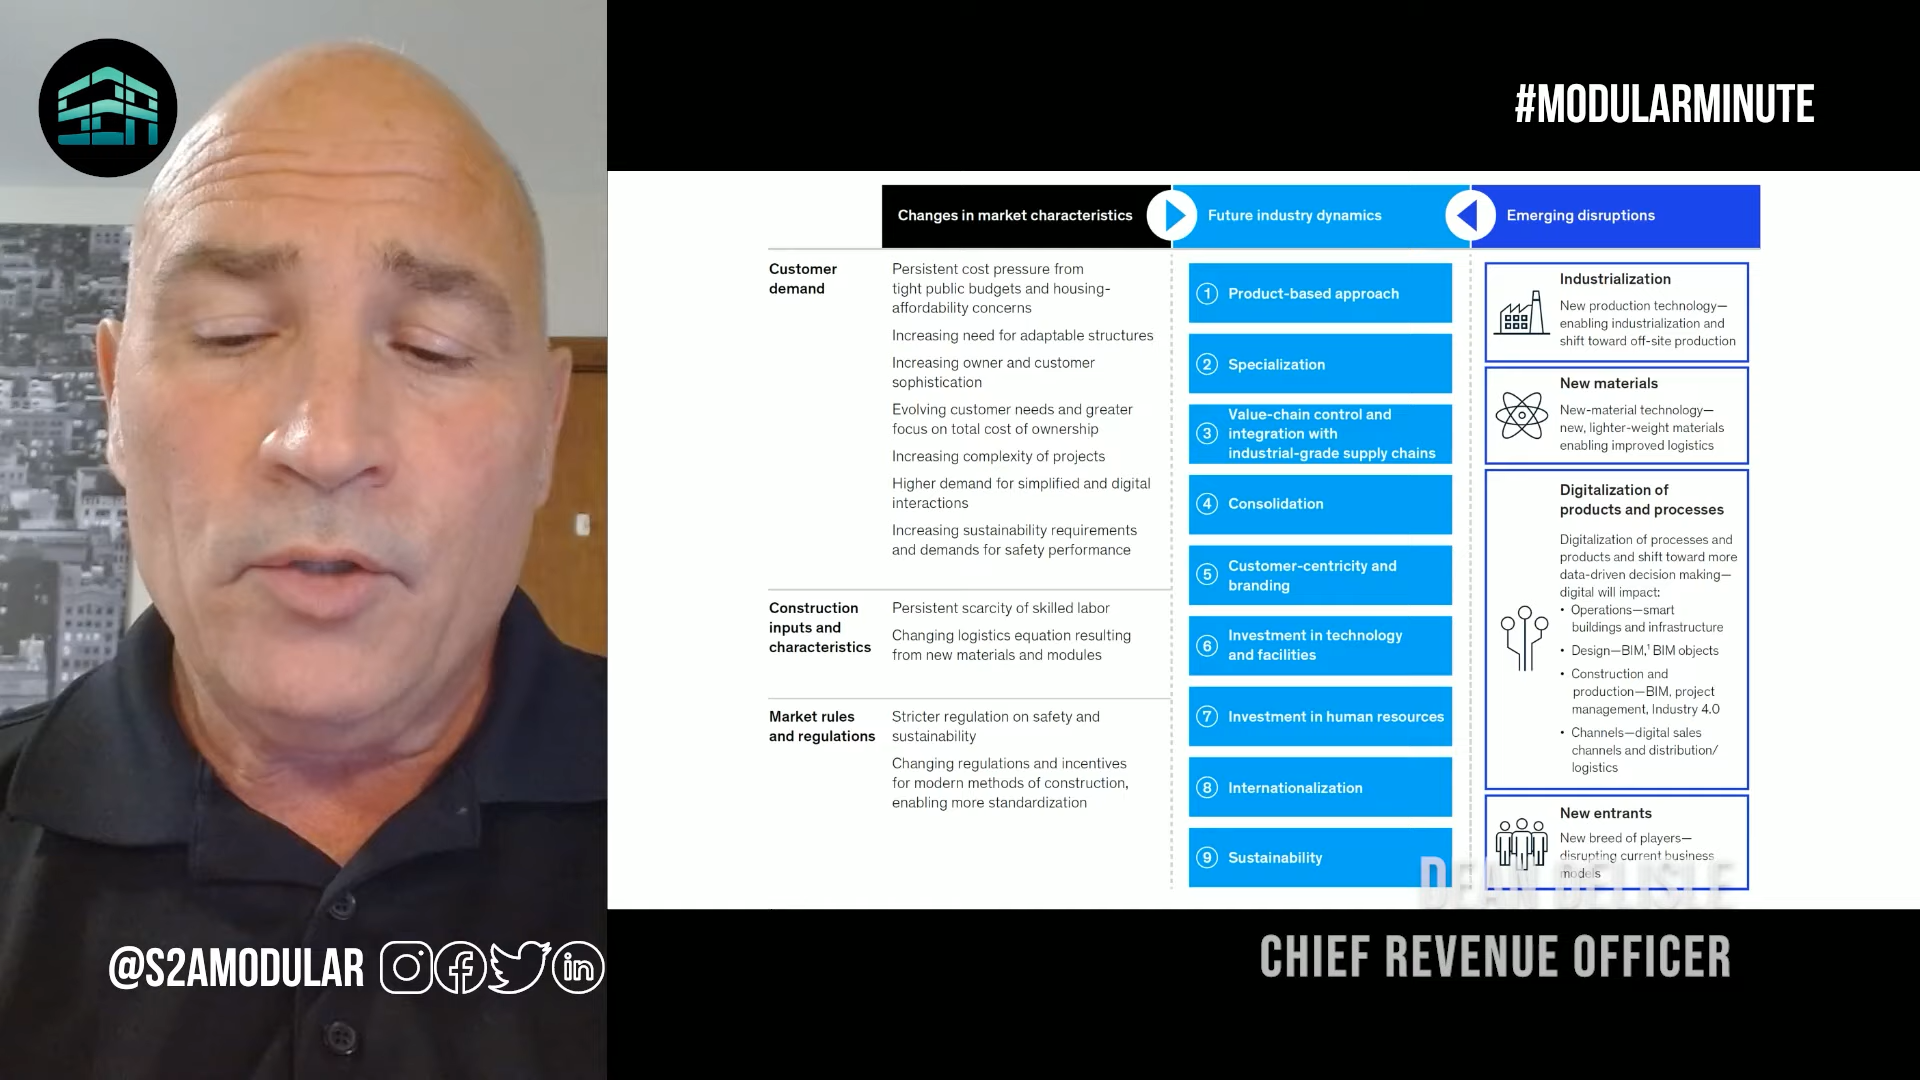 #MODULARMINUTE
Changes in market characteristics
Future industry dynamics
Emerging disruptions
Customer
demand
Persistent cost pressure from
tight public budgets and housing-
affordability concerns
Increasing need for adaptable structures
Increasing owner and customer
sophistication
Evolving customer needs and greater
focus on total cost of ownership
Increasing complexity of projects
Higher demand for simplified and digital
interactions
Increasing sustainability requirements
and demands for safety performance
Construction
inputs and
characteristics
Persistent scarcity of skilled labor
Changing logistics equation resulting
from new materials and modules
Market rules
and regulations
Stricter regulation on safety and
sustainability
Changing regulations and incentives
for modern methods of construction,
enabling more standardization
1 Product-based approach
2 Specialization
3 Value-chain control and
integration with
industrial-grade supply chains
4 Consolidation
5 Customer-centricity and
branding
6 Investment in technology
and facilities
7 Investment in human resources
8 Internationalization
9 Sustainability
Industrialization
New production technology—
enabling industrialization and
shift toward off-site production
New materials
New-material technology—
new, lighter-weight materials
enabling improved logistics
Digitalization of
products and processes
Digitalization of processes and
products and shift toward more
data-driven decision making—
digital will impact:
• Operations—smart
buildings and infrastructure
• Design—BIM,¹ BIM objects
• Construction and
production—BIM, project
management, Industry 4.0
• Channels—digital sales
channels and distribution/
logistics
New entrants
New breed of players—
disrupting current business
models
DEAN DELISLE
CHIEF REVENUE OFFICER
@S2AMODULAR
in